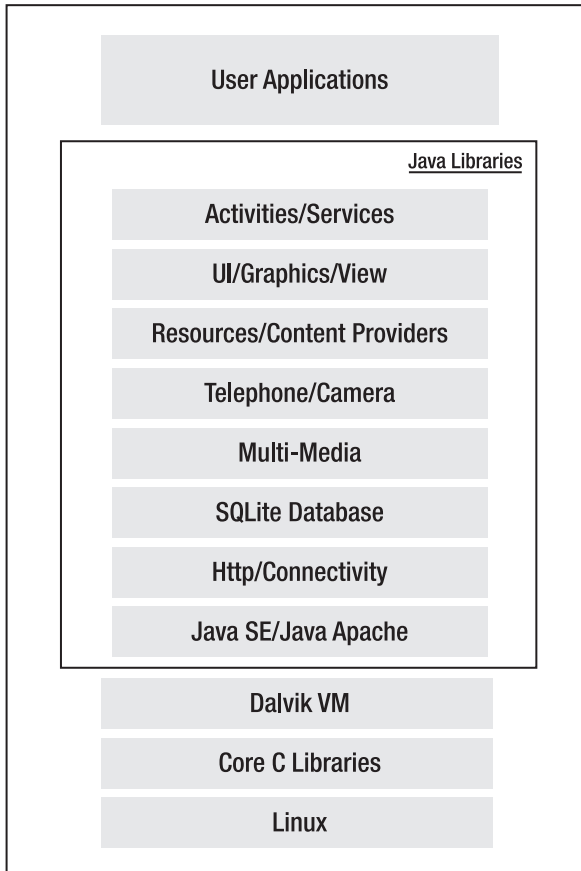 User Applications
Java Libraries
Activities/Services
UI/Graphics/View
Resources/Content Providers
Telephone/Camera
Multi-Media
SQLite Database
Http/Connectivity
Java SE/Java Apache
Dalvik VM
Core C Libraries
Linux